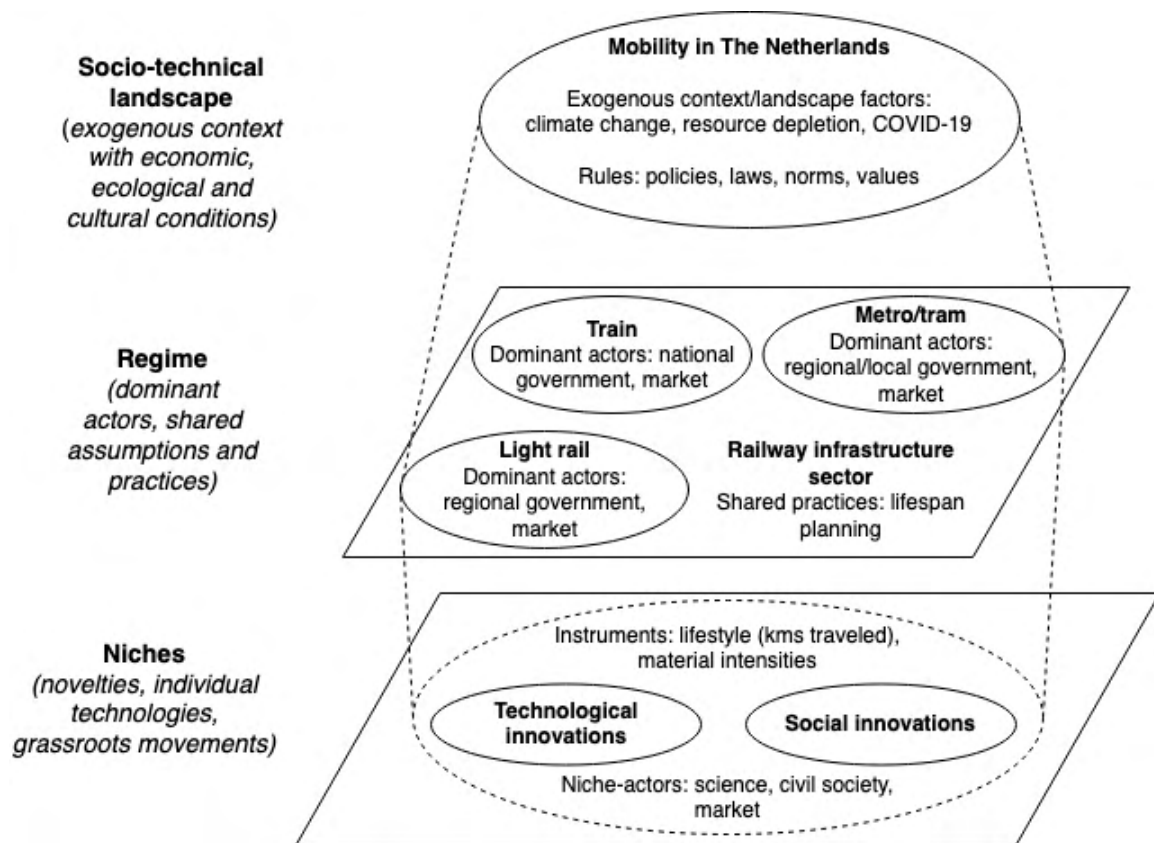 Socio-technical
landscape
(exogenous context
with economic,
ecological and
cultural conditions)
Mobility in The Netherlands
Exogenous context/landscape factors:
climate change, resource depletion, COVID-19
Rules: policies, laws, norms, values
Regime
(dominant
actors, shared
assumptions and
practices)
Train
Dominant actors: national
government, market
Metro/tram
Dominant actors:
regional/local government,
market
Light rail
Dominant actors:
regional government,
market
Railway infrastructure
sector
Shared practices: lifespan
planning
Niches
(novelties, individual
technologies,
grassroots movements)
Instruments: lifestyle (kms traveled),
material intensities
Technological
innovations
Social innovations
Niche-actors: science, civil society,
market